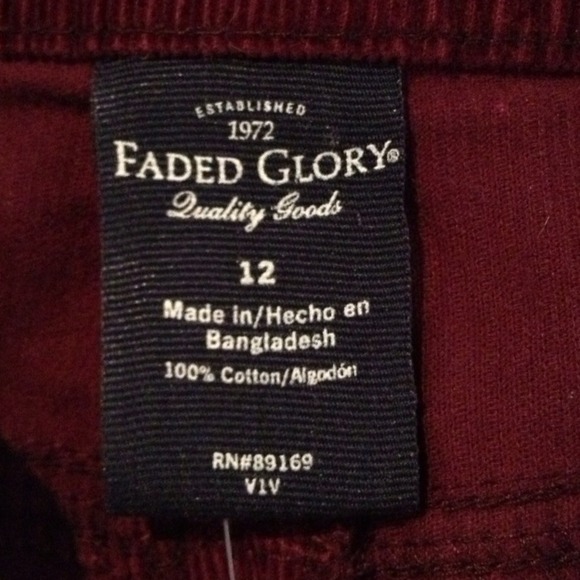 ESTABLISHED
1972
FADED GLORY®
Quality Goods
12
Made in/Hecho en
Bangladesh
100% Cotton/Algodón
RN#89169
V1V